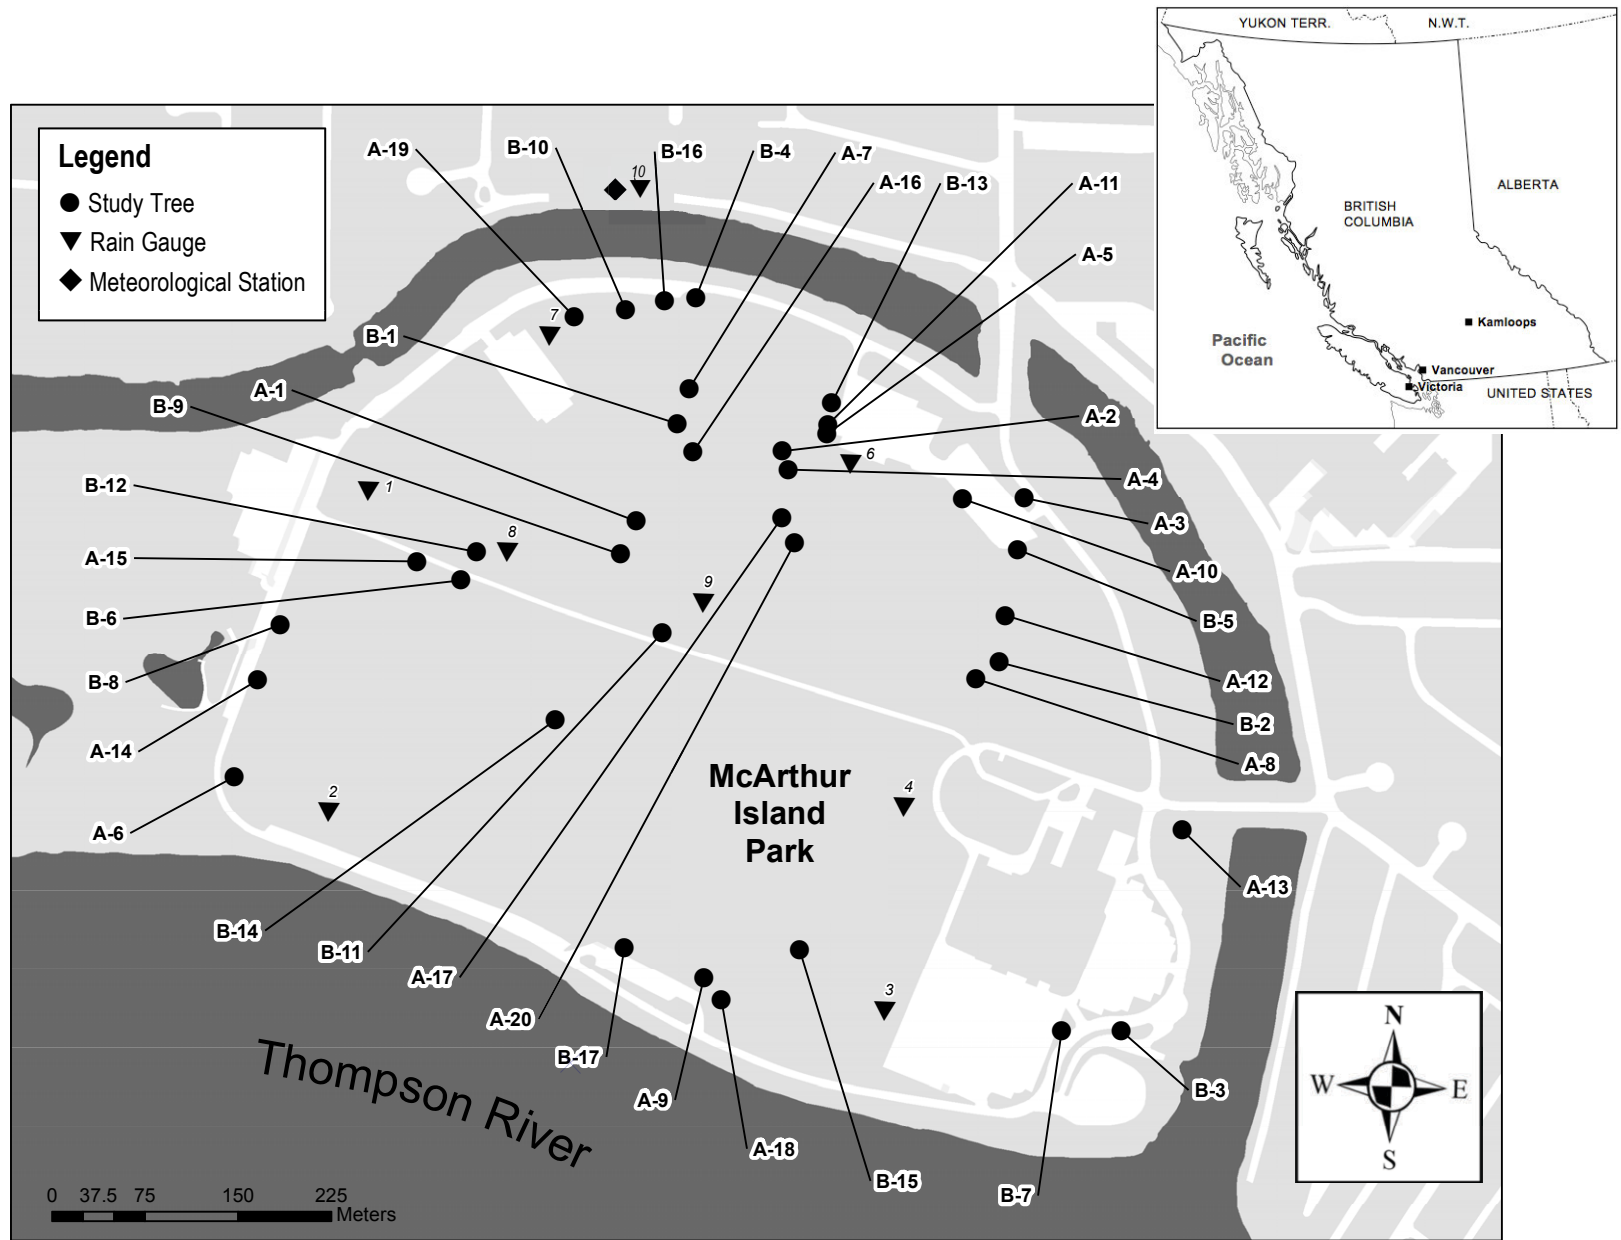 YUKON TERR.
N.W.T.
ALBERTA
BRITISH
COLUMBIA
Kamloops
Pacific
Ocean
Vancouver
Victoria
UNITED STATES
Legend
Study Tree
Rain Gauge
Meteorological Station
A-19
B-10
B-16
B-4
A-7
A-16
B-13
A-11
A-5
10
7
B-1
A-1
B-9
A-2
6
A-4
B-12
1
A-3
8
A-15
A-10
9
B-6
B-5
B-8
A-12
B-2
A-14
A-8
McArthur
Island
Park
2
4
A-6
A-13
B-14
B-11
A-17
3
A-20
B-17
Thompson River
A-9
B-3
A-18
B-15
B-7
N
W
E
S
0 37.5 75 150 225
Meters